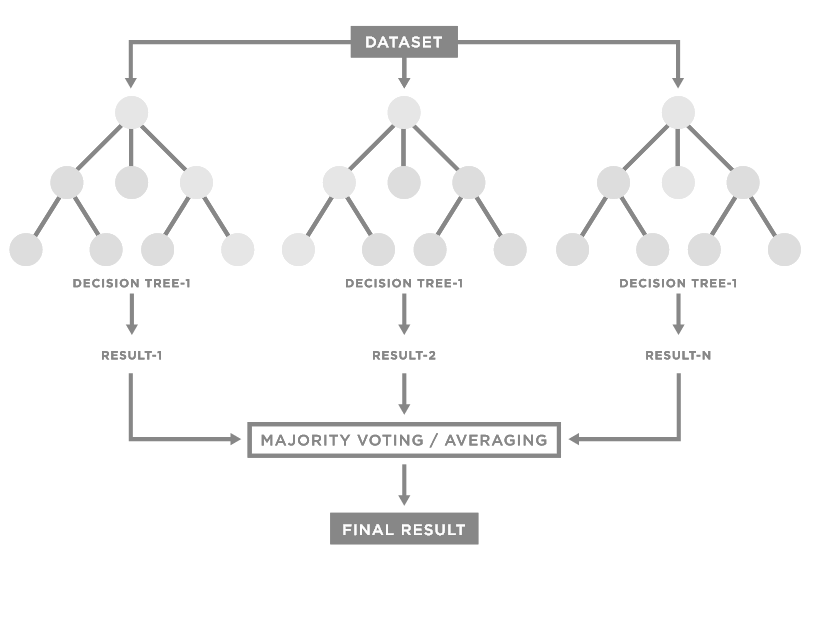 DATASET
DECISION TREE-1
DECISION TREE-1
DECISION TREE-1
RESULT-1
RESULT-2
RESULT-N
MAJORITY VOTING / AVERAGING
FINAL RESULT